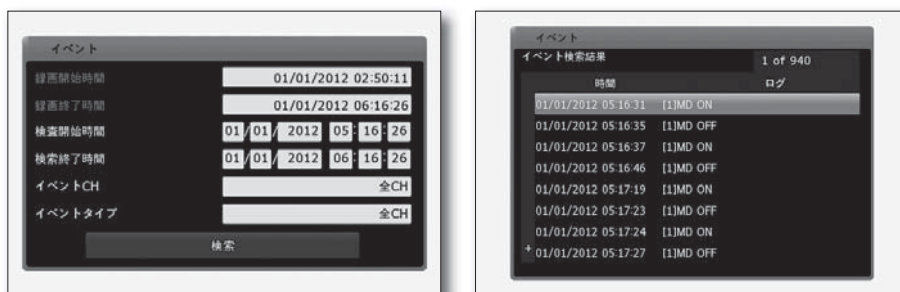 イベント
録画開始時間 01/01/2012 02:50:11
録画終了時間 01/01/2012 06:16:26
検査開始時間 01/01/2012 05:16:26
検索終了時間 01/01/2012 06:16:26
イベントCH 全CH
イベントタイプ 全CH
検索
イベント
イベント検索結果 1 of 940
時間 ログ
01/01/2012 05:16:31 [1]MD ON
01/01/2012 05:16:35 [1]MD OFF
01/01/2012 05:16:37 [1]MD ON
01/01/2012 05:16:46 [1]MD OFF
01/01/2012 05:17:19 [1]MD ON
01/01/2012 05:17:23 [1]MD OFF
01/01/2012 05:17:24 [1]MD ON
+ 01/01/2012 05:17:27 [1]MD OFF